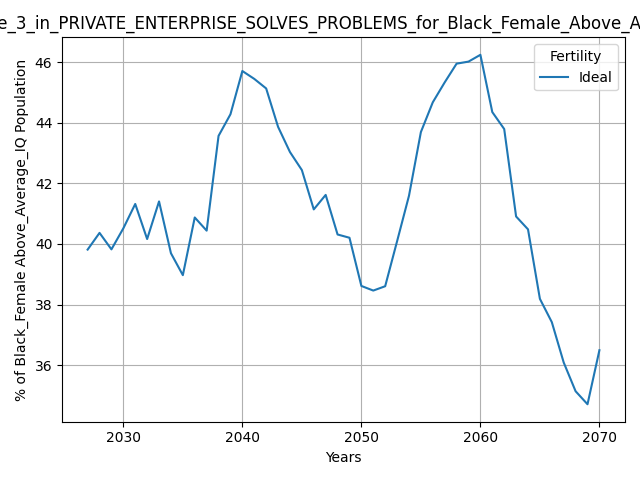 e_3_in_PRIVATE_ENTERPRISE_SOLVES_PROBLEMS_for_Black_Female_Above_A
Fertility
Ideal
% of Black_Female Above_Average_IQ Population
46
44
42
40
38
36
2030
2040
2050
2060
2070
Years